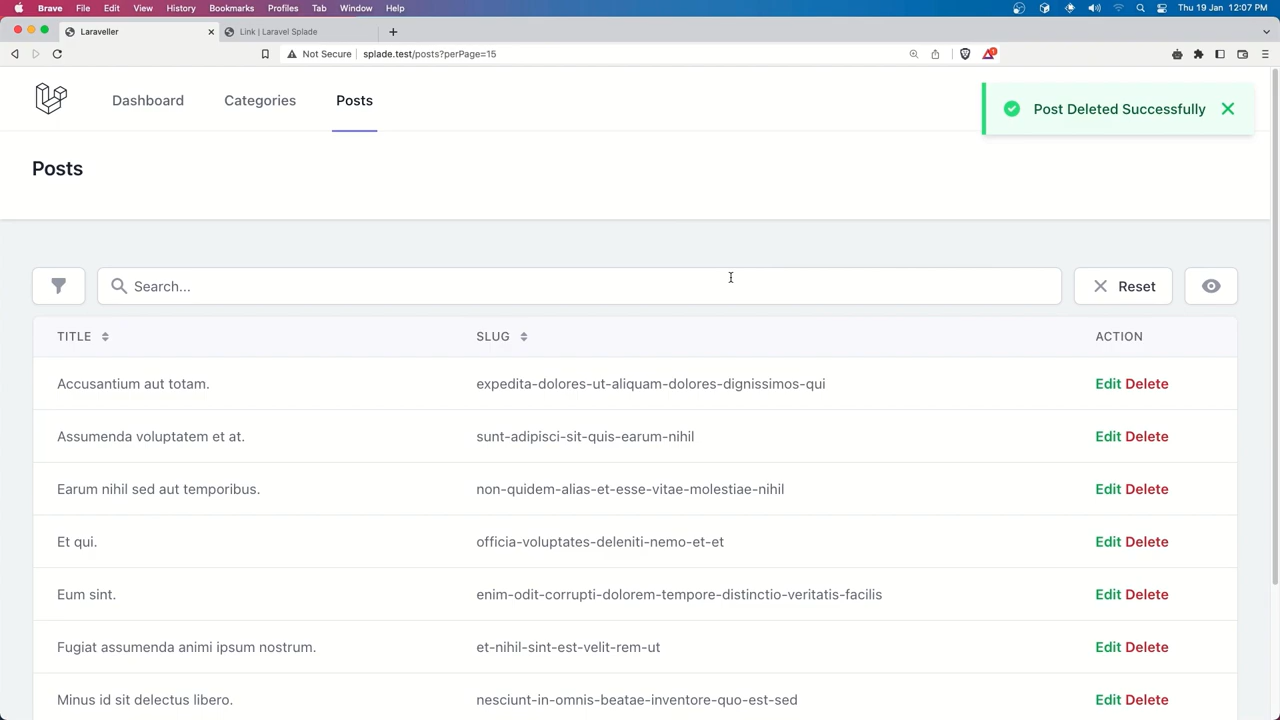 Brave File Edit View History Bookmarks Profiles Tab Window Help Thu 19 Jan 12:07 PM
Laraveller Link | Laravel Splade
Not Secure splade.test/posts?perPage=15
Dashboard Categories Posts
Post Deleted Successfully
Posts
Search... Reset
TITLE SLUG ACTION
Accusantium aut totam. expedita-dolores-ut-aliquam-dolores-dignissimos-qui Edit Delete
Assumenda voluptatem et at. sunt-adipisci-sit-quis-earum-nihil Edit Delete
Earum nihil sed aut temporibus. non-quidem-alias-et-esse-vitae-molestiae-nihil Edit Delete
Et qui. officia-voluptates-deleniti-nemo-et-et Edit Delete
Eum sint. enim-odit-corrupti-dolorem-tempore-distinctio-veritatis-facilis Edit Delete
Fugiat assumenda animi ipsum nostrum. et-nihil-sint-est-velit-rem-ut Edit Delete
Minus id sit delectus libero. nesciunt-in-omnis-beatae-inventore-quo-est-sed Edit Delete